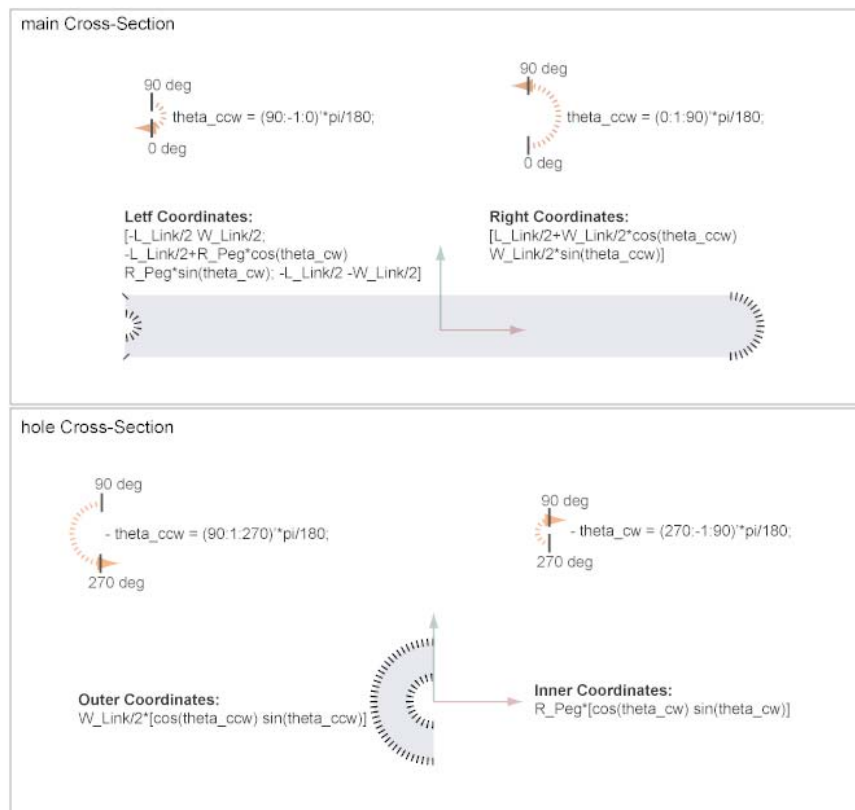 main Cross-Section
90 deg
theta_ccw = (90:-1:0)'*pi/180;
0 deg
90 deg
theta_ccw = (0:1:90)'*pi/180;
0 deg
Letf Coordinates:
[-L_Link/2 W_Link/2;
-L_Link/2+R_Peg*cos(theta_cw)
R_Peg*sin(theta_cw); -L_Link/2 -W_Link/2]
Right Coordinates:
[L_Link/2+W_Link/2*cos(theta_ccw)
W_Link/2*sin(theta_ccw)]
hole Cross-Section
90 deg
- theta_ccw = (90:1:270)'*pi/180;
270 deg
90 deg
- theta_cw = (270:-1:90)'*pi/180;
270 deg
Outer Coordinates:
W_Link/2*[cos(theta_ccw) sin(theta_ccw)]
Inner Coordinates:
R_Peg*[cos(theta_cw) sin(theta_cw)]